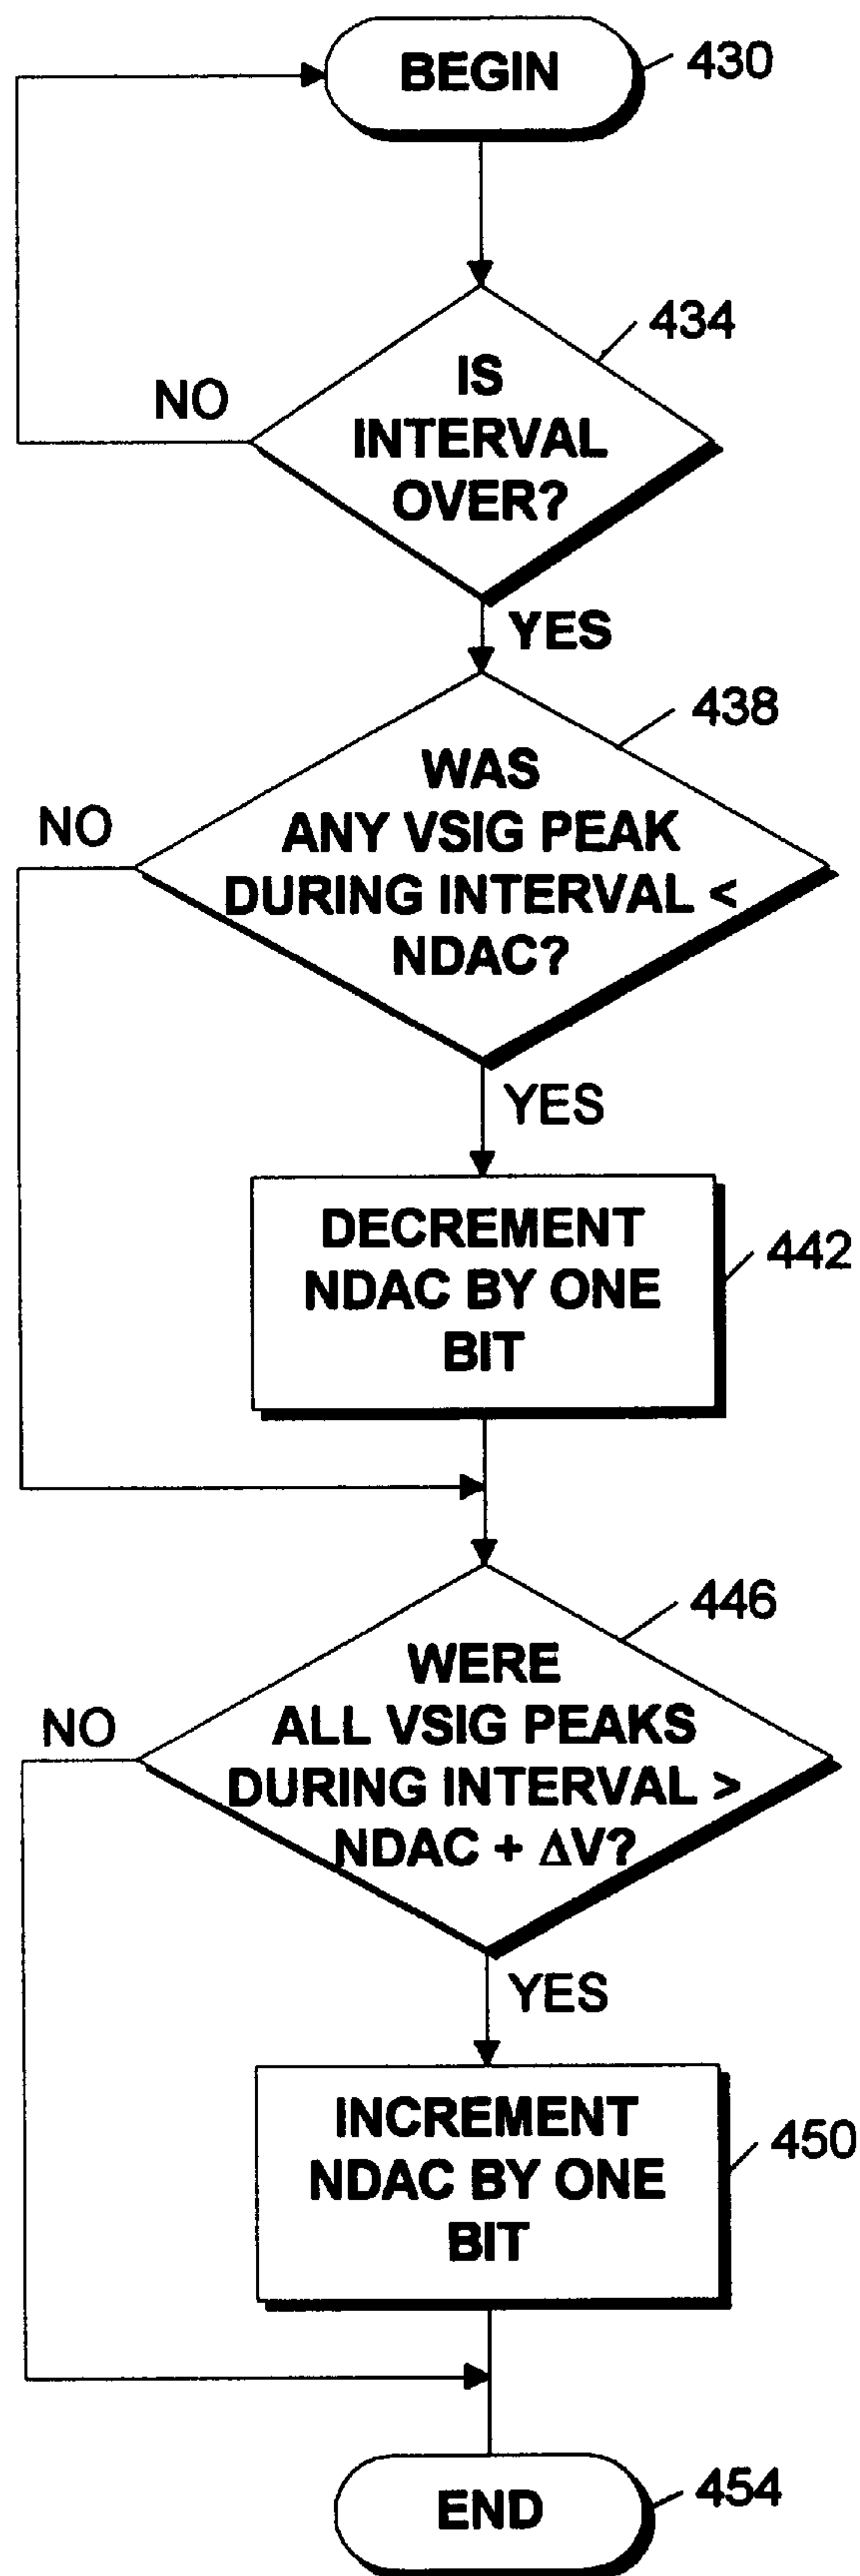 BEGIN
430
434
IS
INTERVAL
OVER?
NO
YES
438
WAS
ANY VSIG PEAK
DURING INTERVAL <
NDAC?
NO
YES
DECREMENT
NDAC BY ONE
BIT
442
446
WERE
ALL VSIG PEAKS
DURING INTERVAL >
NDAC + ΔV?
NO
YES
INCREMENT
NDAC BY ONE
BIT
450
END
454